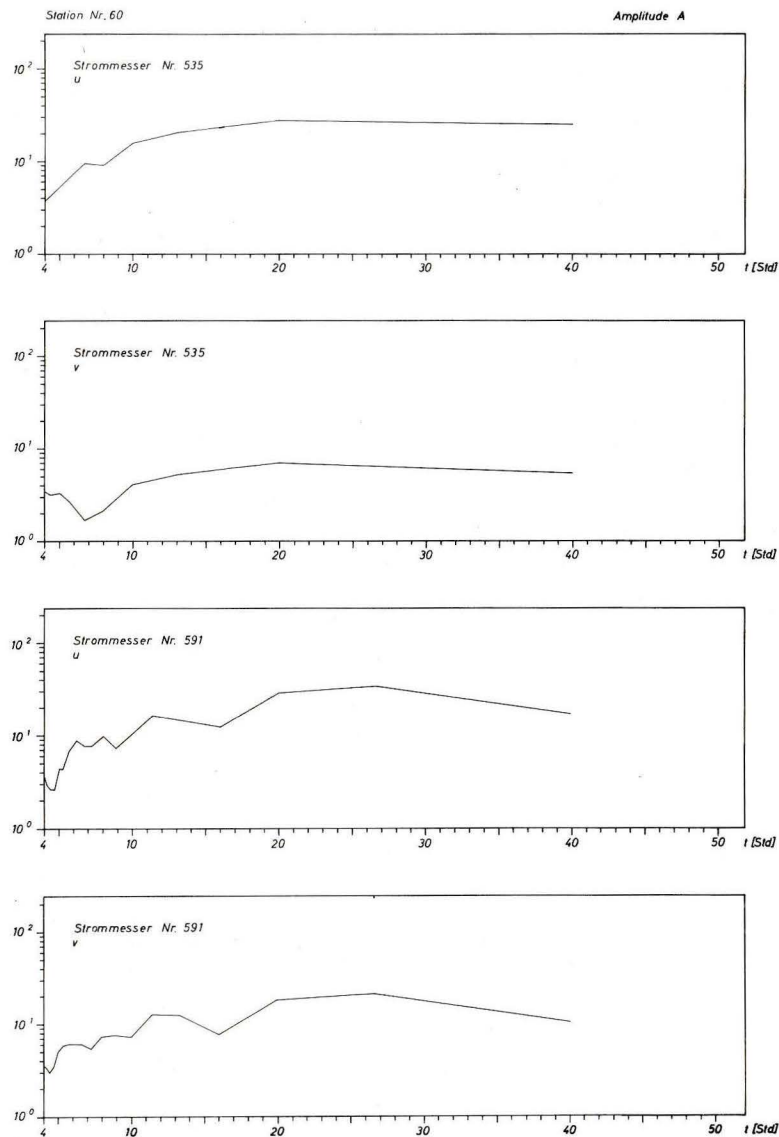 Station Nr. 60 Amplitude A
10²
Strommesser Nr. 535
u
10¹
10⁰
4 10 20 30 40 50 t [Std]
10²
Strommesser Nr. 535
v
10¹
10⁰
4 10 20 30 40 50 t [Std]
10²
Strommesser Nr. 591
u
10¹
10⁰
4 10 20 30 40 50 t [Std]
10²
Strommesser Nr. 591
v
10¹
10⁰
4 10 20 30 40 50 t [Std]